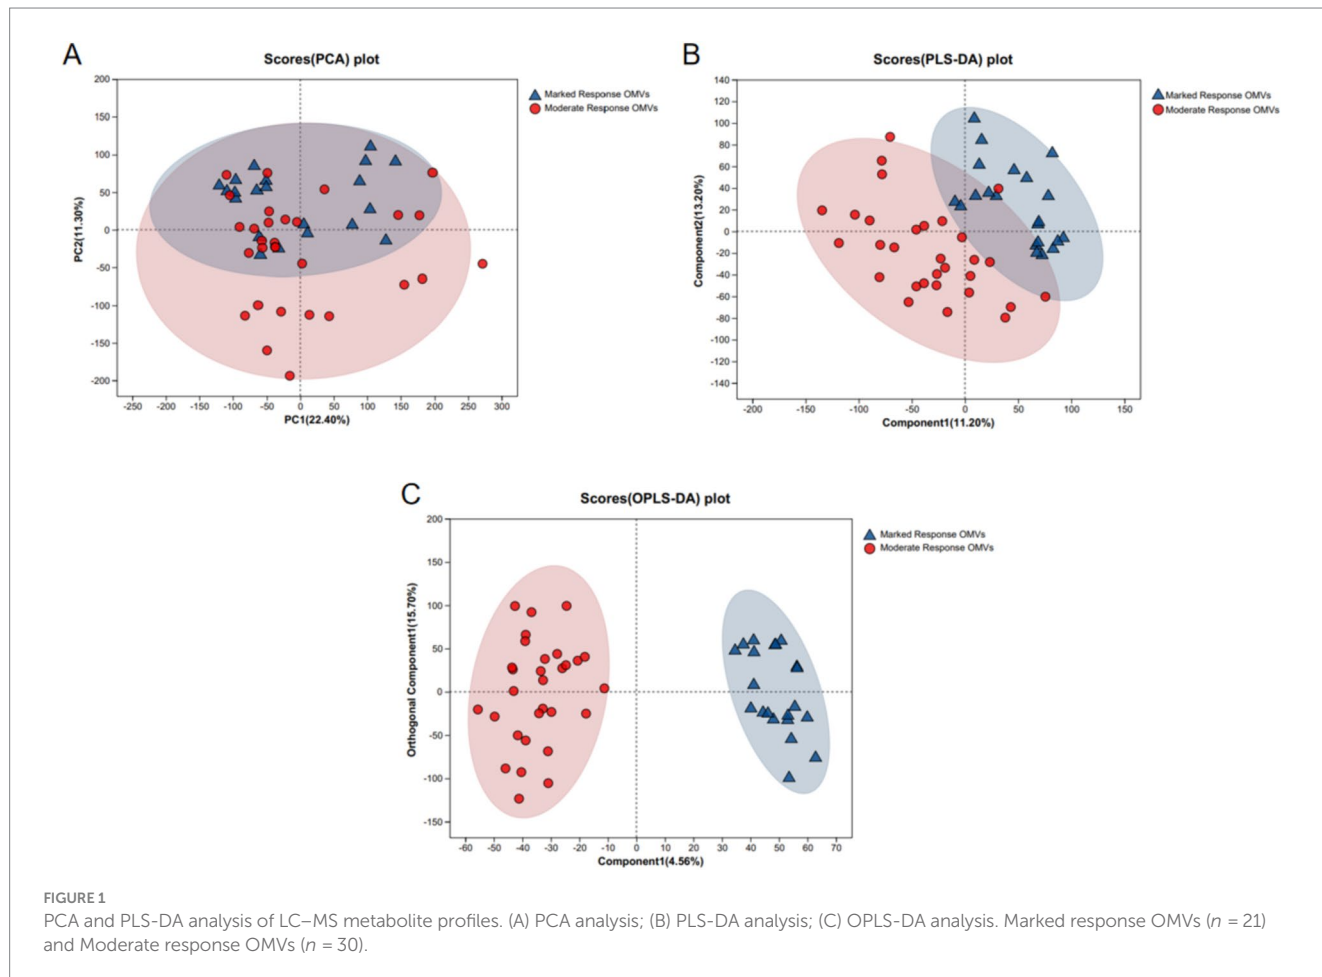 A
Scores(PCA) plot
Marked Response OMVs
Moderate Response OMVs
200
150
100
50
0
-50
-100
-150
-200
PC2(11.30%)
-250 -200 -150 -100 -50 0 50 100 150 200 250 300
PC1(22.40%)
B
Scores(PLS-DA) plot
Marked Response OMVs
Moderate Response OMVs
140
120
100
80
60
40
20
0
-20
-40
-60
-80
-100
-120
-140
Component2(13.20%)
-200 -150 -100 -50 0 50 100 150
Component1(11.20%)
C
Scores(OPLS-DA) plot
Marked Response OMVs
Moderate Response OMVs
200
150
100
50
0
-50
-100
-150
Orthogonal Component1(15.70%)
-60 -50 -40 -30 -20 -10 0 10 20 30 40 50 60 70
Component1(4.56%)
FIGURE 1
PCA and PLS-DA analysis of LC–MS metabolite profiles. (A) PCA analysis; (B) PLS-DA analysis; (C) OPLS-DA analysis. Marked response OMVs (n = 21)
and Moderate response OMVs (n = 30).